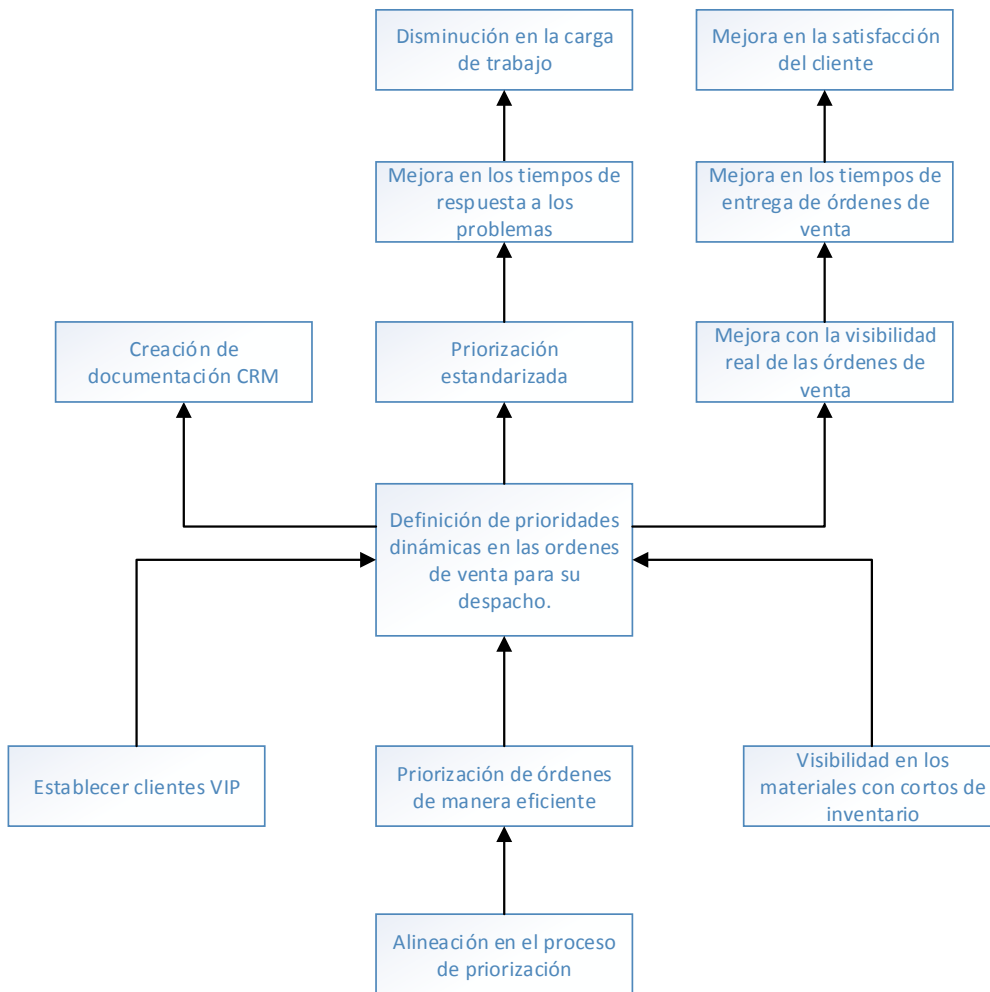 Disminución en la carga
de trabajo
Mejora en la satisfacción
del cliente
Mejora en los tiempos de
respuesta a los
problemas
Mejora en los tiempos de
entrega de órdenes de
venta
Creación de
documentación CRM
Priorización
estandarizada
Mejora con la visibilidad
real de las órdenes de
venta
Definición de prioridades
dinámicas en las ordenes
de venta para su
despacho.
Establecer clientes VIP
Priorización de órdenes
de manera eficiente
Visibilidad en los
materiales con cortos de
inventario
Alineación en el proceso
de priorización